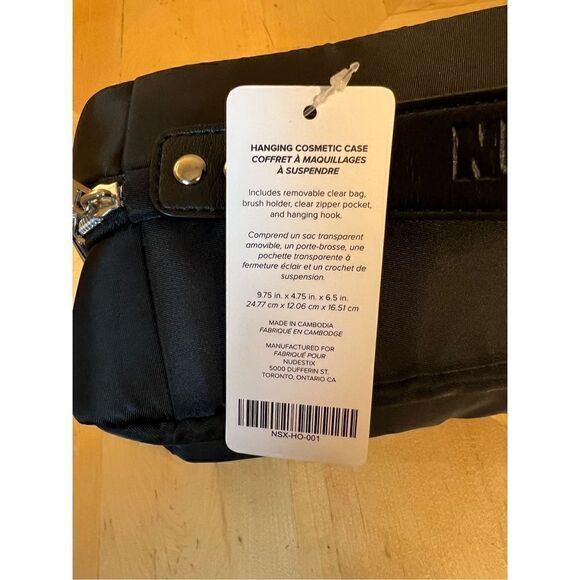 HANGING COSMETIC CASE
COFFRET À MAQUILLAGES
À SUSPENDRE
Includes removable clear bag,
brush holder, clear zipper pocket,
and hanging hook.
Comprend un sac transparent
amovible, un porte-brosse, une
pochette transparente à
fermeture éclair et un crochet de
suspension.
9.75 in. x 4.75 in. x 6.5 in.
24.77 cm x 12.06 cm x 16.51 cm
MADE IN CAMBODIA
FABRIQUÉ EN CAMBODGE
MANUFACTURED FOR
FABRIQUÉ POUR
NUDESTIX
5000 DUFFERIN ST.
TORONTO, ONTARIO CA
NSX-HO-001